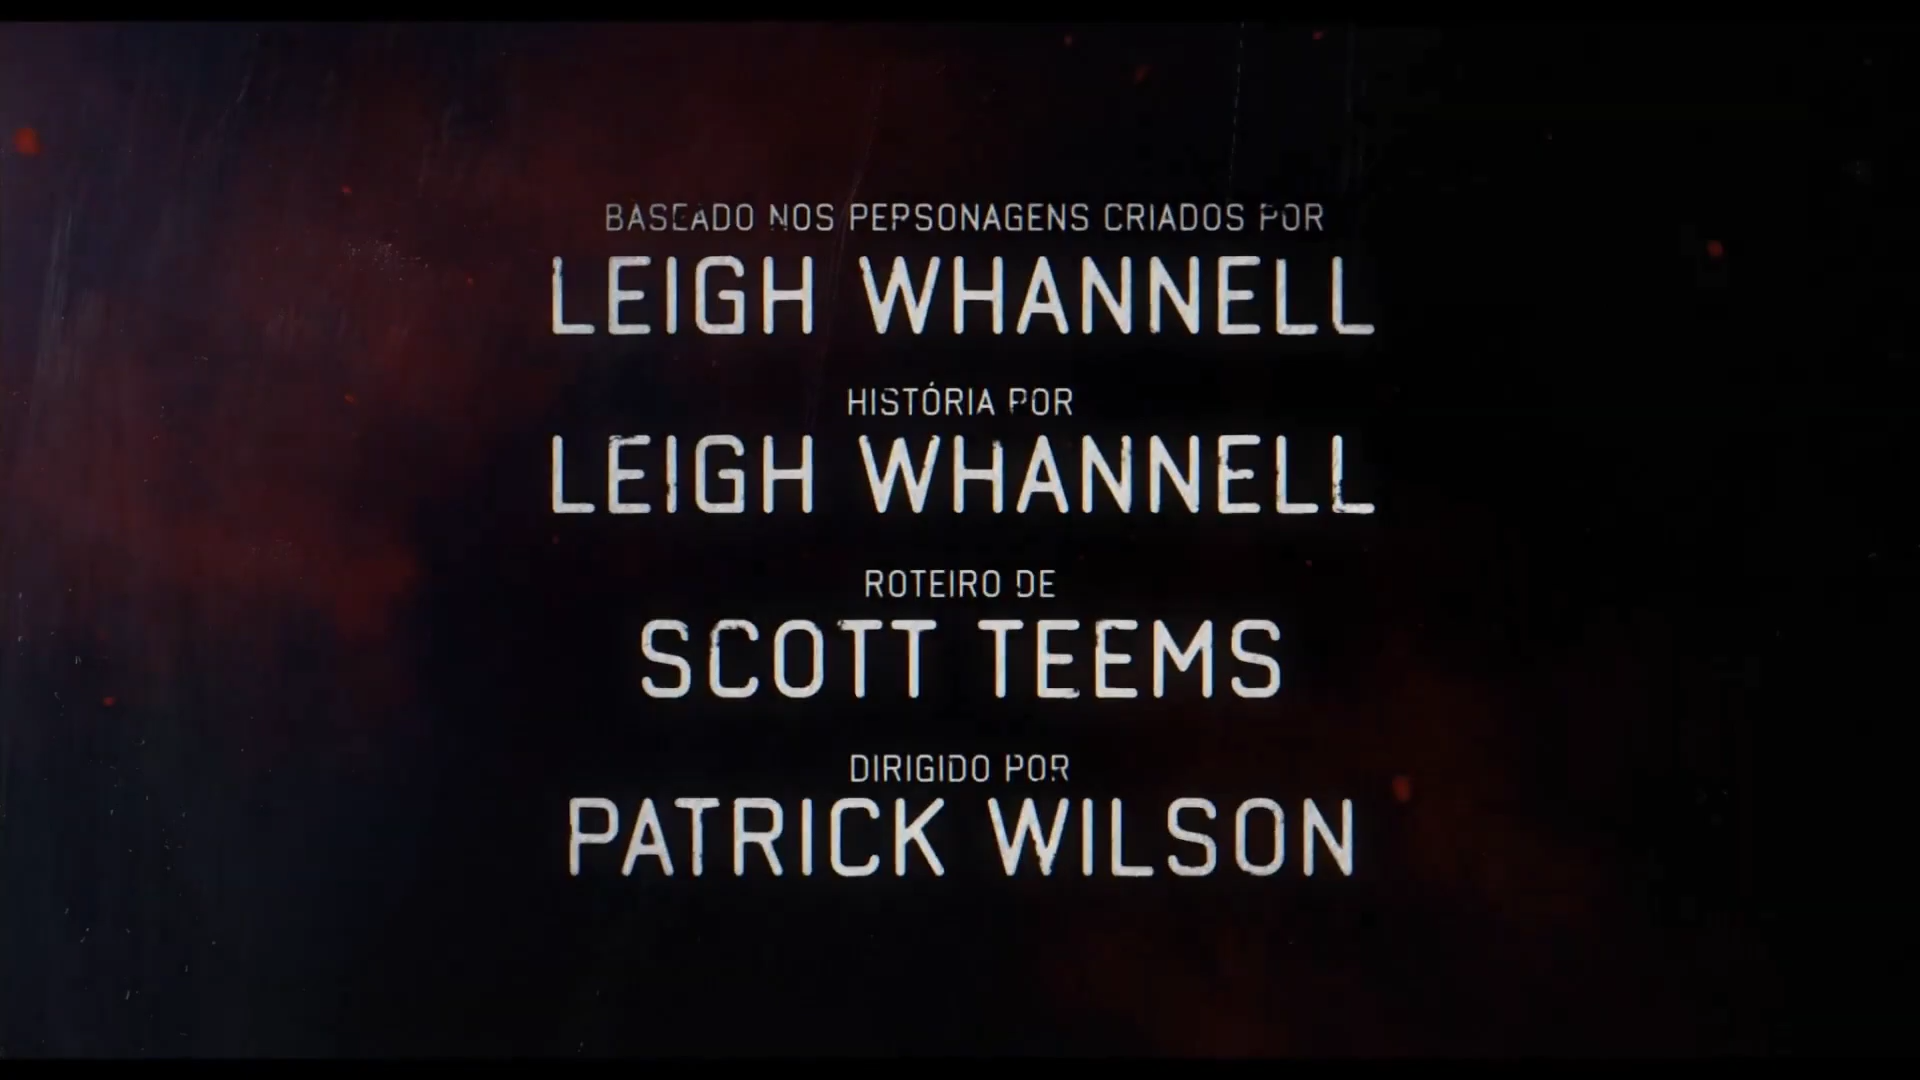 BASEADO NOS PERSONAGENS CRIADOS POR
LEIGH WHANNELL
HISTÓRIA POR
LEIGH WHANNELL
ROTEIRO DE
SCOTT TEEMS
DIRIGIDO POR
PATRICK WILSON